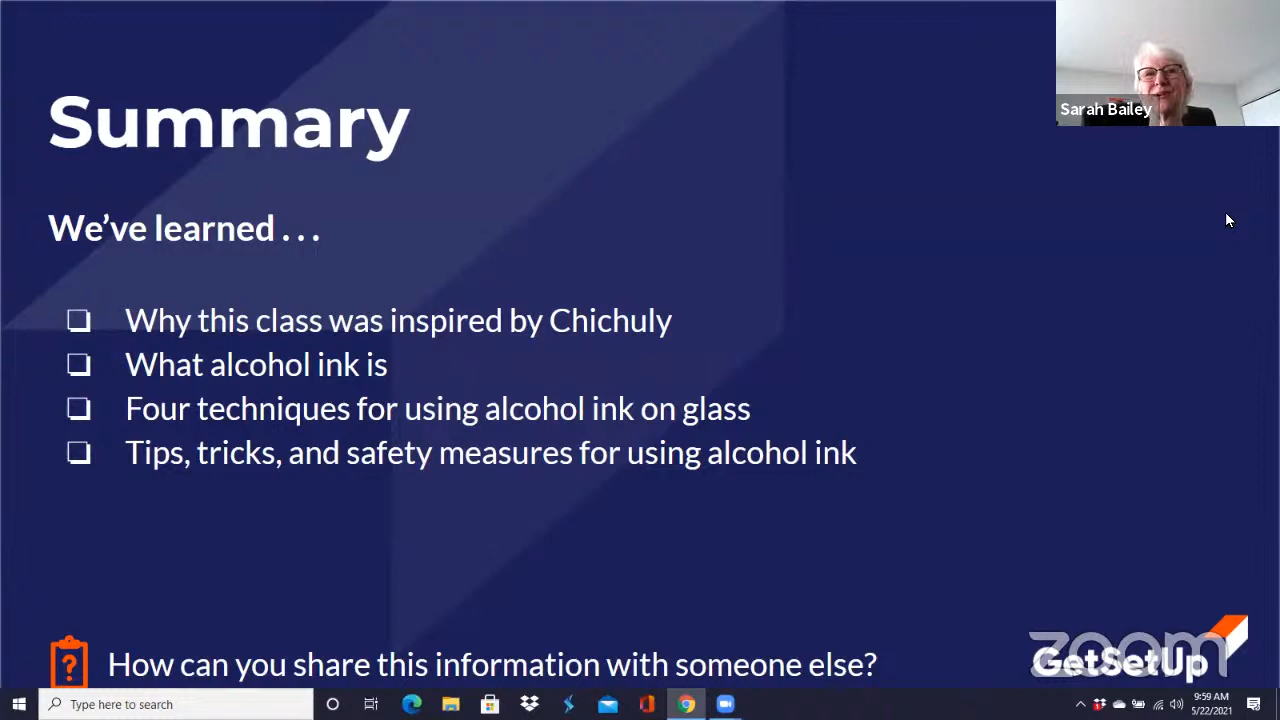 Sarah Bailey
Summary
We’ve learned . . .
Why this class was inspired by Chichuly
What alcohol ink is
Four techniques for using alcohol ink on glass
Tips, tricks, and safety measures for using alcohol ink
?
How can you share this information with someone else?
zoom
GetSetUp
Type here to search
9:59 AM
5/22/2021